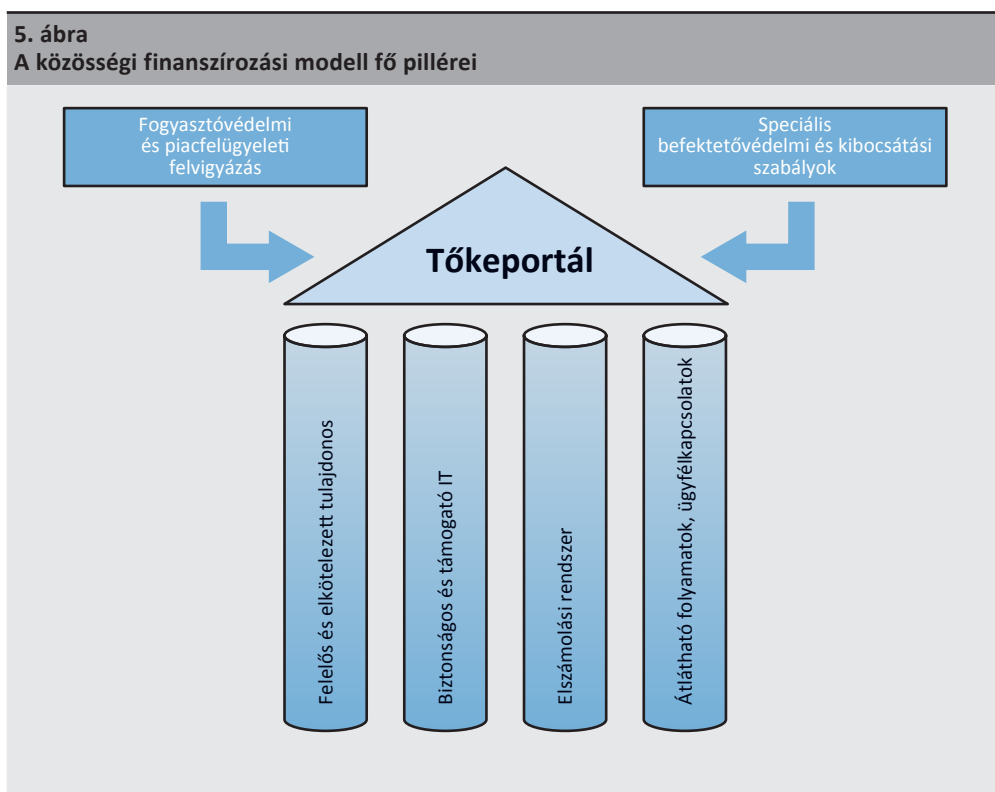 5. ábra
A közösségi finanszírozási modell fő pillérei
Fogyasztóvédelmi
és piacfelügyeleti
felvigyázás
Speciális
befektetővédelmi és kibocsátási
szabályok
Tőkeportál
Felelős és elkötelezett tulajdonos
Biztonságos és támogató IT
Elszámolási rendszer
Átlátható folyamatok, ügyfélkapcsolatok